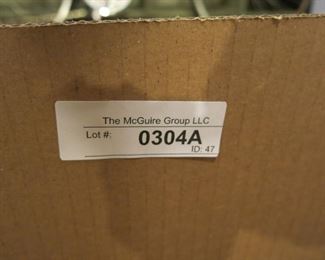 The McGuire Group LLC
Lot #: 0304A
ID: 47